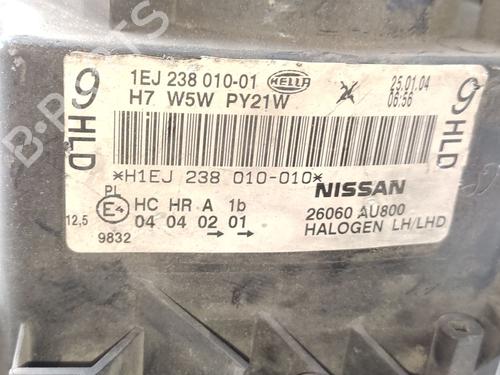 9 HLD
1EJ 238 010-01 HELLA 25.01.04
H7 W5W PY21W 06:56
9 HLD
*H1EJ 238 010-010*
PL
NISSAN
E4 HC HR A 1b
26060 AU800
12,5 04 04 02 01
HALOGEN LH/LHD
9832
B-PARTS